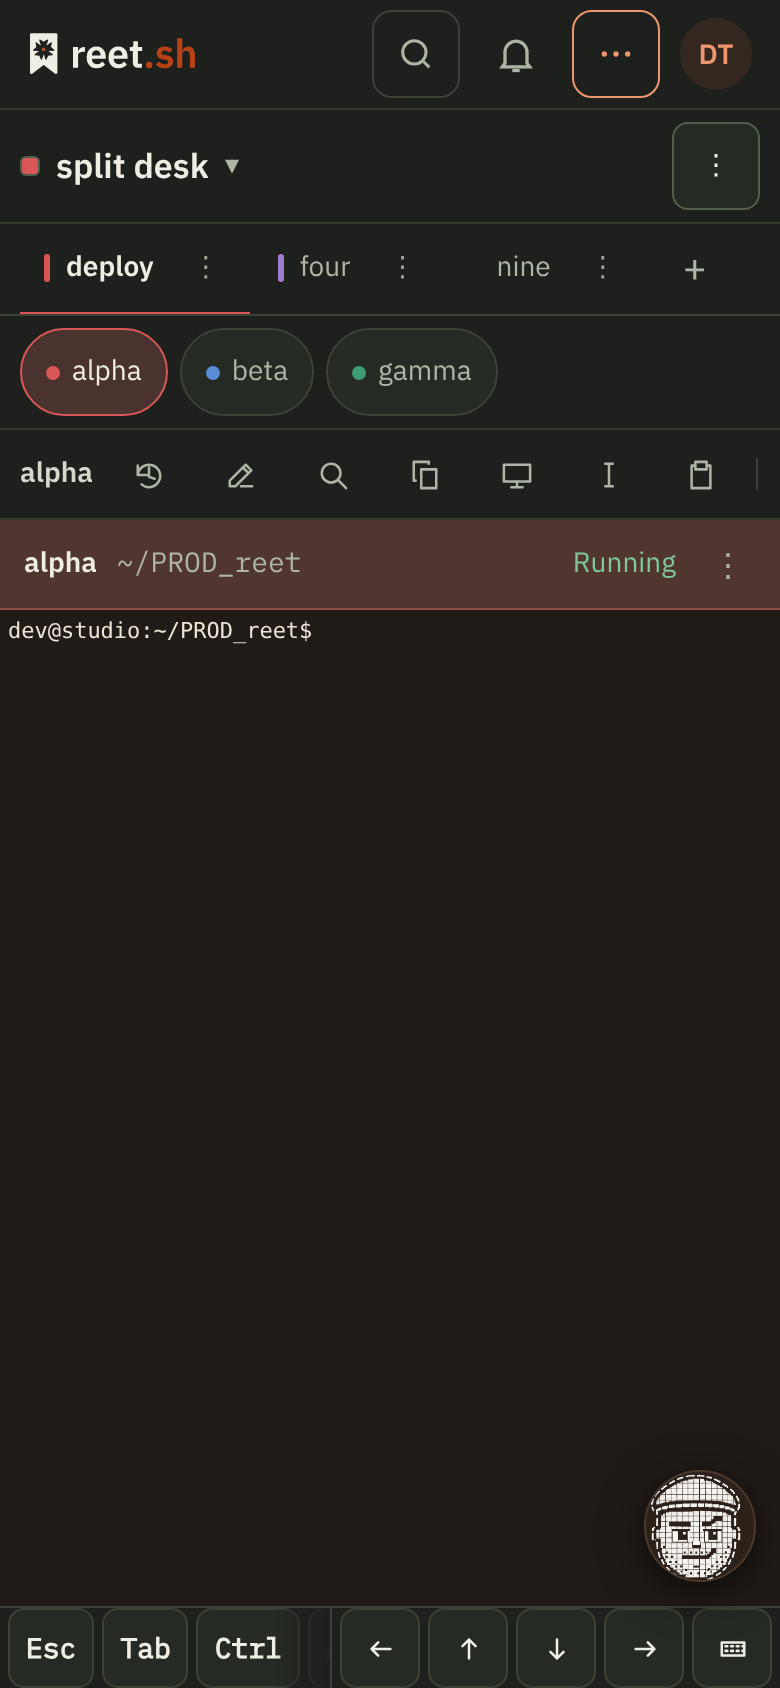 reet.sh
DT
split desk
deploy four nine +
alpha beta gamma
alpha
alpha ~/PROD_reet Running
dev@studio:~/PROD_reet$
Esc Tab Ctrl